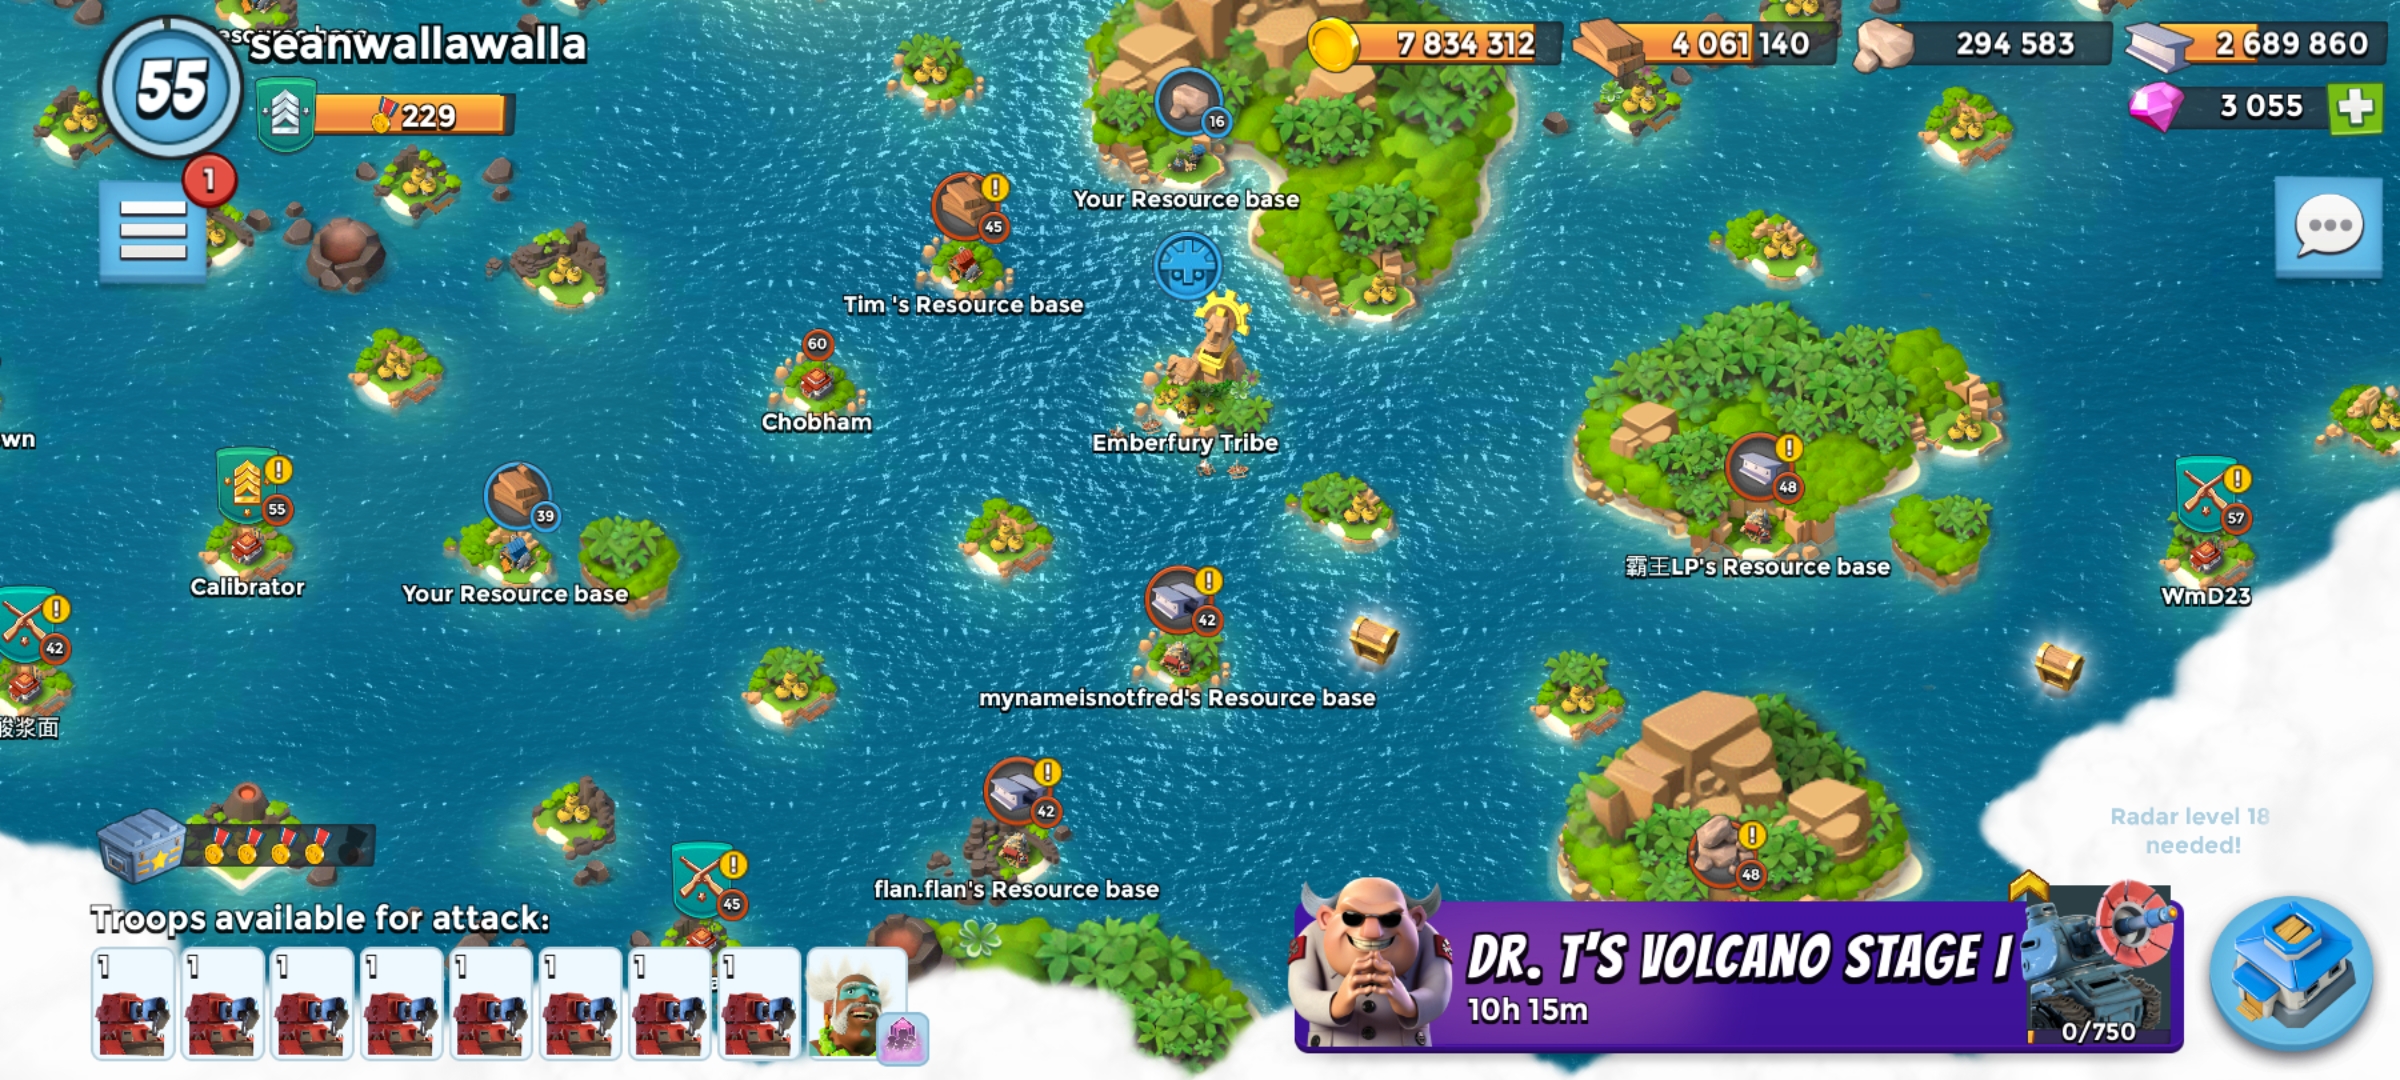 55
seanwallawalla
229
7 834 312
4 061 140
294 583
2 689 860
3 055
1
16
Your Resource base
45
Tim 's Resource base
60
Chobham
Emberfury Tribe
wn
55
Calibrator
39
Your Resource base
48
霸王LP's Resource base
57
WmD23
42
酸浆面
42
mynameisnotfred's Resource base
42
flan.flan's Resource base
45
48
Radar level 18
needed!
Troops available for attack:
1
1
1
1
1
1
1
1
DR. T'S VOLCANO STAGE 1
10h 15m
0/750